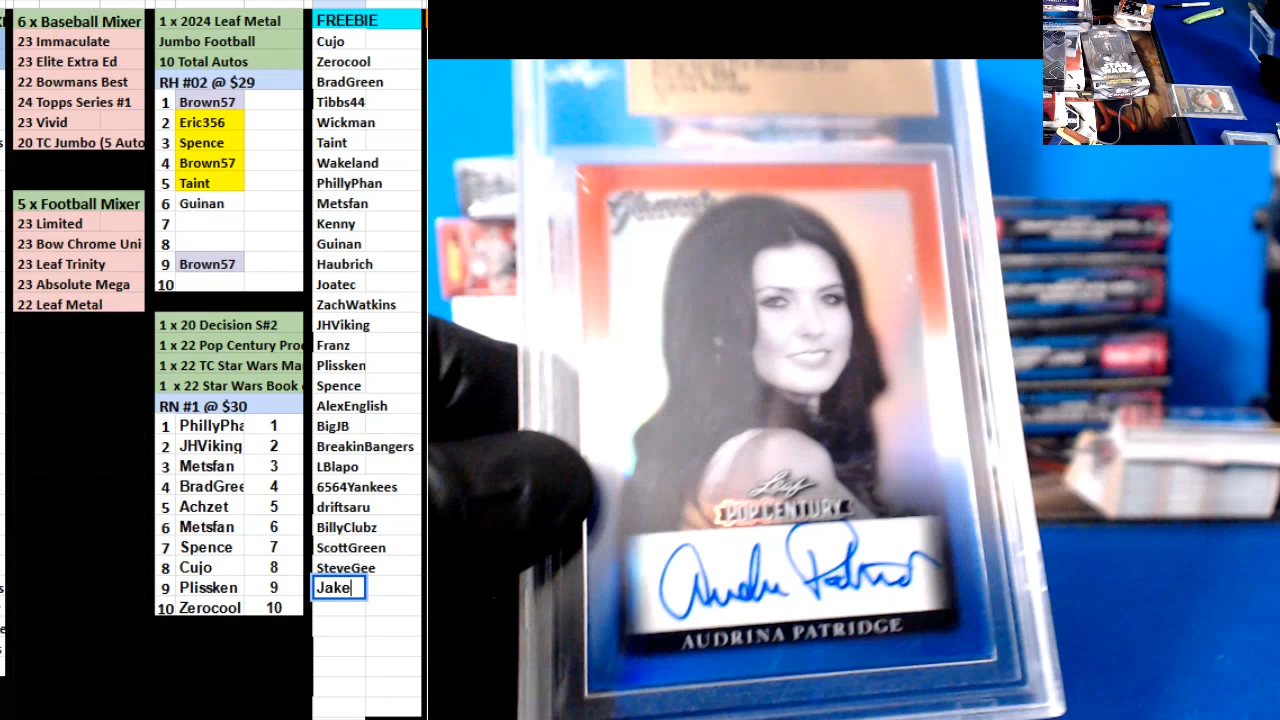 6 x Baseball Mixer
23 Immaculate
23 Elite Extra Ed
22 Bowmans Best
24 Topps Series #1
23 Vivid
20 TC Jumbo (5 Auto
5 x Football Mixer
23 Limited
23 Bow Chrome Uni
23 Leaf Trinity
23 Absolute Mega
22 Leaf Metal
1 x 2024 Leaf Metal
Jumbo Football
10 Total Autos
RH #02 @ $29
1 Brown57
2 Eric356
3 Spence
4 Brown57
5 Taint
6 Guinan
7
8
9 Brown57
10
1 x 20 Decision S#2
1 x 22 Pop Century Pro
1 x 22 TC Star Wars Ma
1 x 22 Star Wars Book
RN #1 @ $30
1 PhillyPha 1
2 JHViking 2
3 Metsfan 3
4 BradGree 4
5 Achzet 5
6 Metsfan 6
7 Spence 7
8 Cujo 8
9 Plissken 9
10 Zerocool 10
FREEBIE
Cujo
Zerocool
BradGreen
Tibbs44
Wickman
Taint
Wakeland
PhillyPhan
Metsfan
Kenny
Guinan
Haubrich
Joatec
ZachWatkins
JHViking
Franz
Plissken
Spence
AlexEnglish
BigJB
BreakinBangers
LBlapo
6564Yankees
driftsaru
BillyClubz
ScottGreen
SteveGee
Jake
Leaf
POP CENTURY
Audrina Patridge
AUDRINA PATRIDGE
STAR WARS